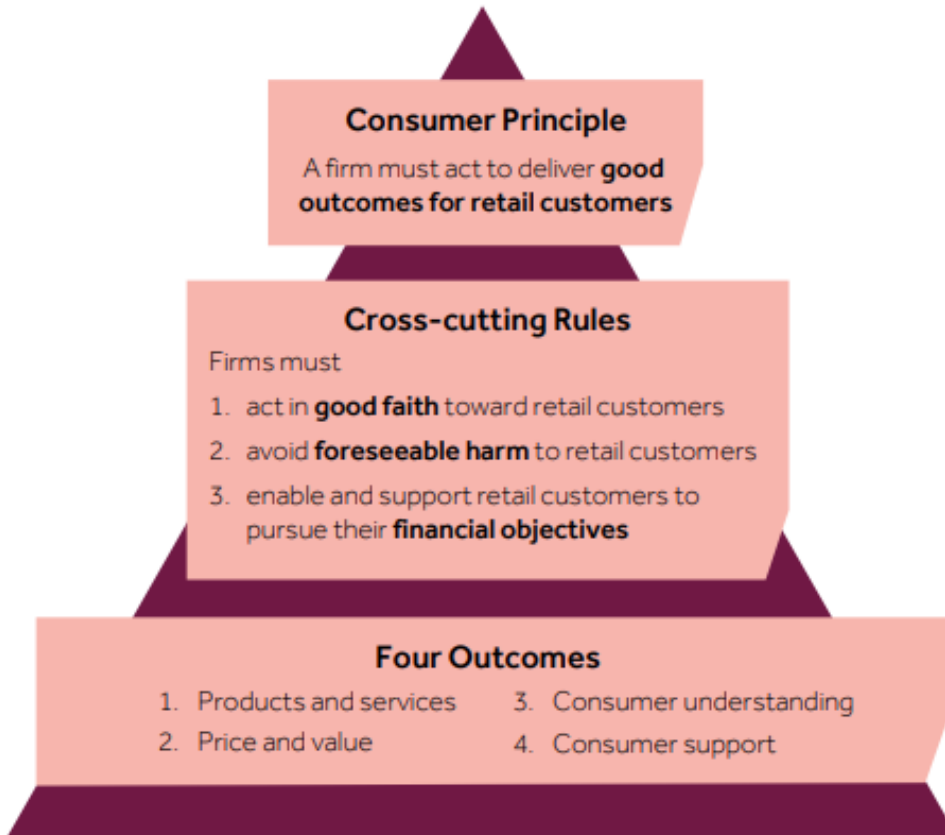 Consumer Principle
A firm must act to deliver good
outcomes for retail customers
Cross-cutting Rules
Firms must
1. act in good faith toward retail customers
2. avoid foreseeable harm to retail customers
3. enable and support retail customers to
pursue their financial objectives
Four Outcomes
1. Products and services
2. Price and value
3. Consumer understanding
4. Consumer support